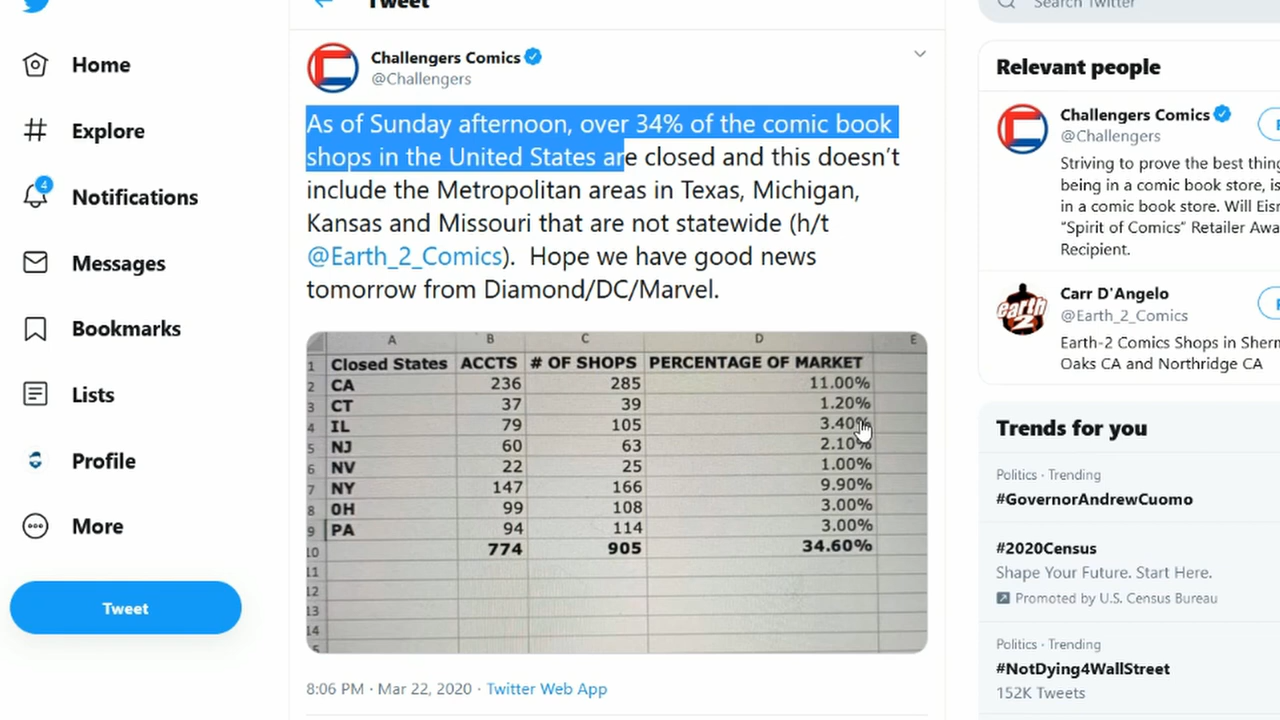 Tweet
Search Twitter
Home
Explore
4
Notifications
Messages
Bookmarks
Lists
Profile
More
Tweet
Challengers Comics
@Challengers
As of Sunday afternoon, over 34% of the comic book
shops in the United States are closed and this doesn't
include the Metropolitan areas in Texas, Michigan,
Kansas and Missouri that are not statewide (h/t
@Earth_2_Comics). Hope we have good news
tomorrow from Diamond/DC/Marvel.
A B C D E
1 Closed States ACCTS # OF SHOPS PERCENTAGE OF MARKET
2 CA 236 285 11.00%
3 CT 37 39 1.20%
4 IL 79 105 3.40%
5 NJ 60 63 2.10%
6 NV 22 25 1.00%
7 NY 147 166 9.90%
8 OH 99 108 3.00%
9 PA 94 114 3.00%
10 774 905 34.60%
11
12
13
14
8:06 PM · Mar 22, 2020 · Twitter Web App
Relevant people
Challengers Comics
@Challengers
Striving to prove the best thing
being in a comic book store, is
in a comic book store. Will Eisn
"Spirit of Comics" Retailer Awa
Recipient.
earth
2
Carr D'Angelo
@Earth_2_Comics
Earth-2 Comics Shops in Sherm
Oaks CA and Northridge CA
Trends for you
Politics · Trending
#GovernorAndrewCuomo
#2020Census
Shape Your Future. Start Here.
Promoted by U.S. Census Bureau
Politics · Trending
#NotDying4WallStreet
152K Tweets